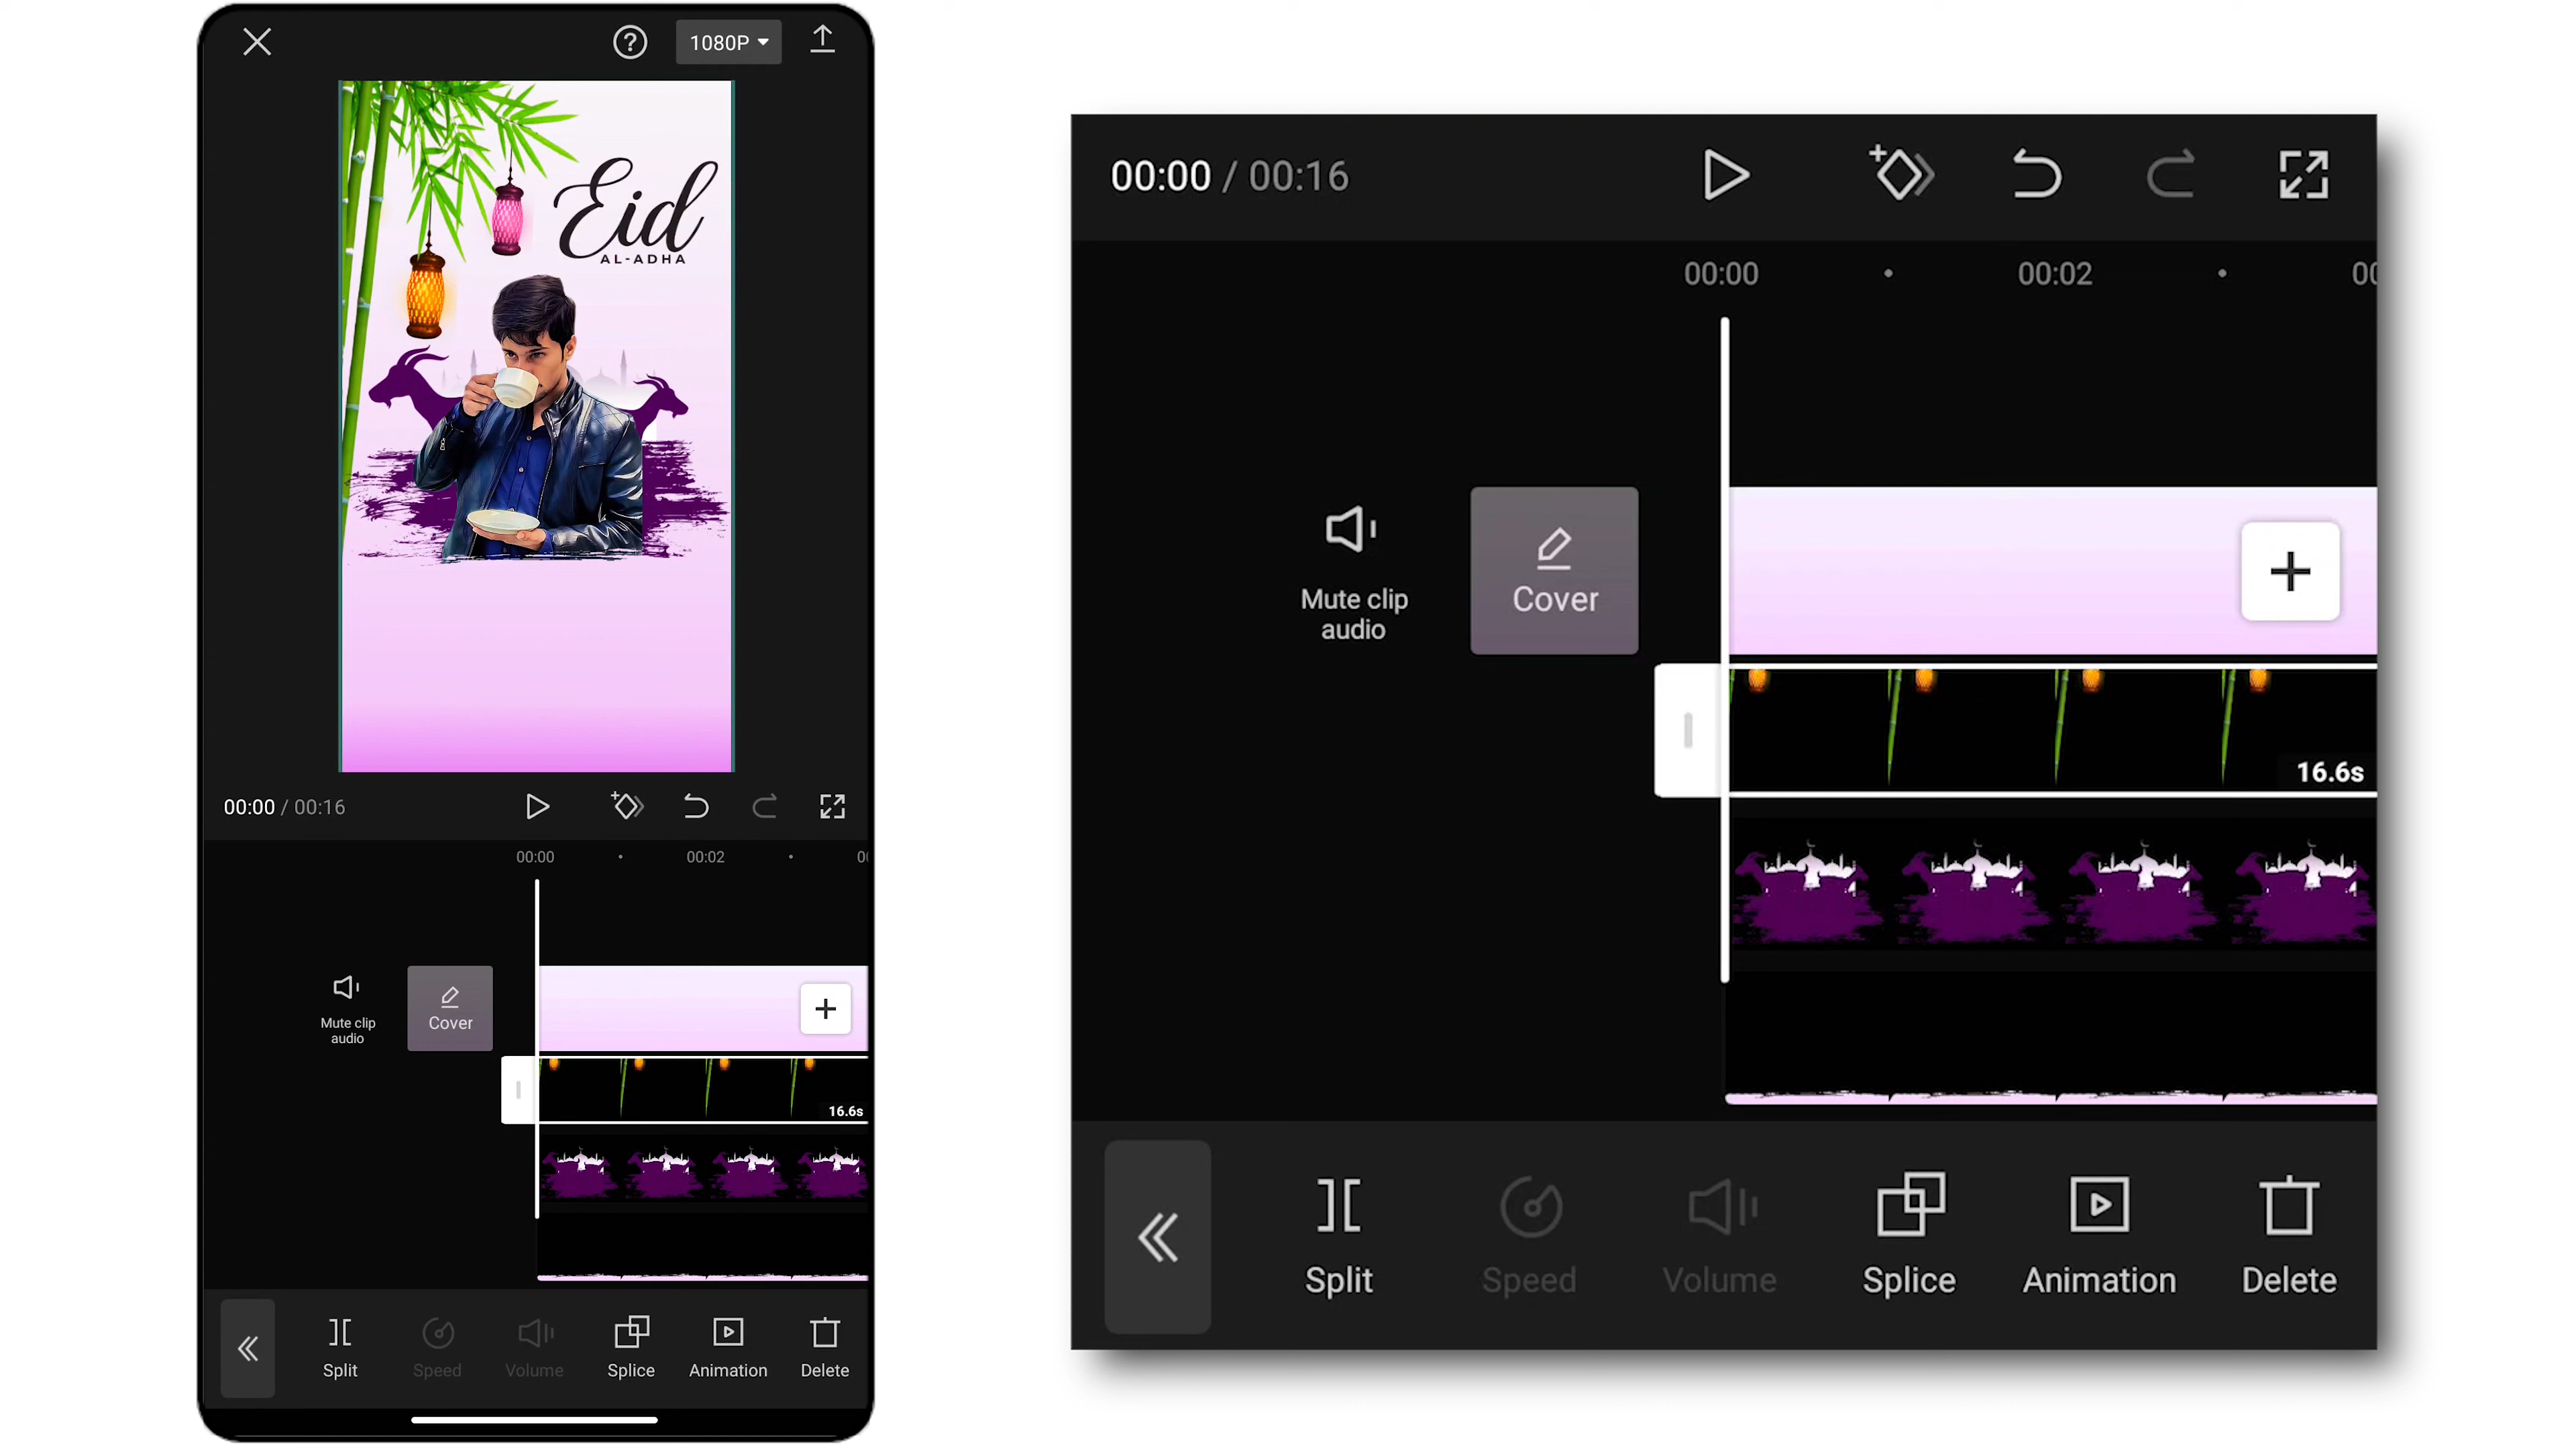 1080P
Eid
AL-ADHA
00:00 / 00:16
00:00
00:02
Mute clip
audio
Cover
16.6s
Split
Speed
Volume
Splice
Animation
Delete
00:00 / 00:16
00:00
00:02
Mute clip
audio
Cover
16.6s
Split
Speed
Volume
Splice
Animation
Delete